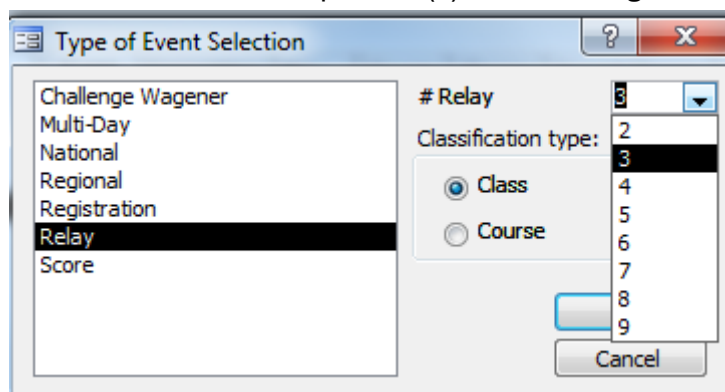 Type of Event Selection
?
Challenge Wagener
Multi-Day
National
Regional
Registration
Relay
Score
# Relay
3
2
3
4
5
6
7
8
9
Classification type:
Class
Course
Cancel